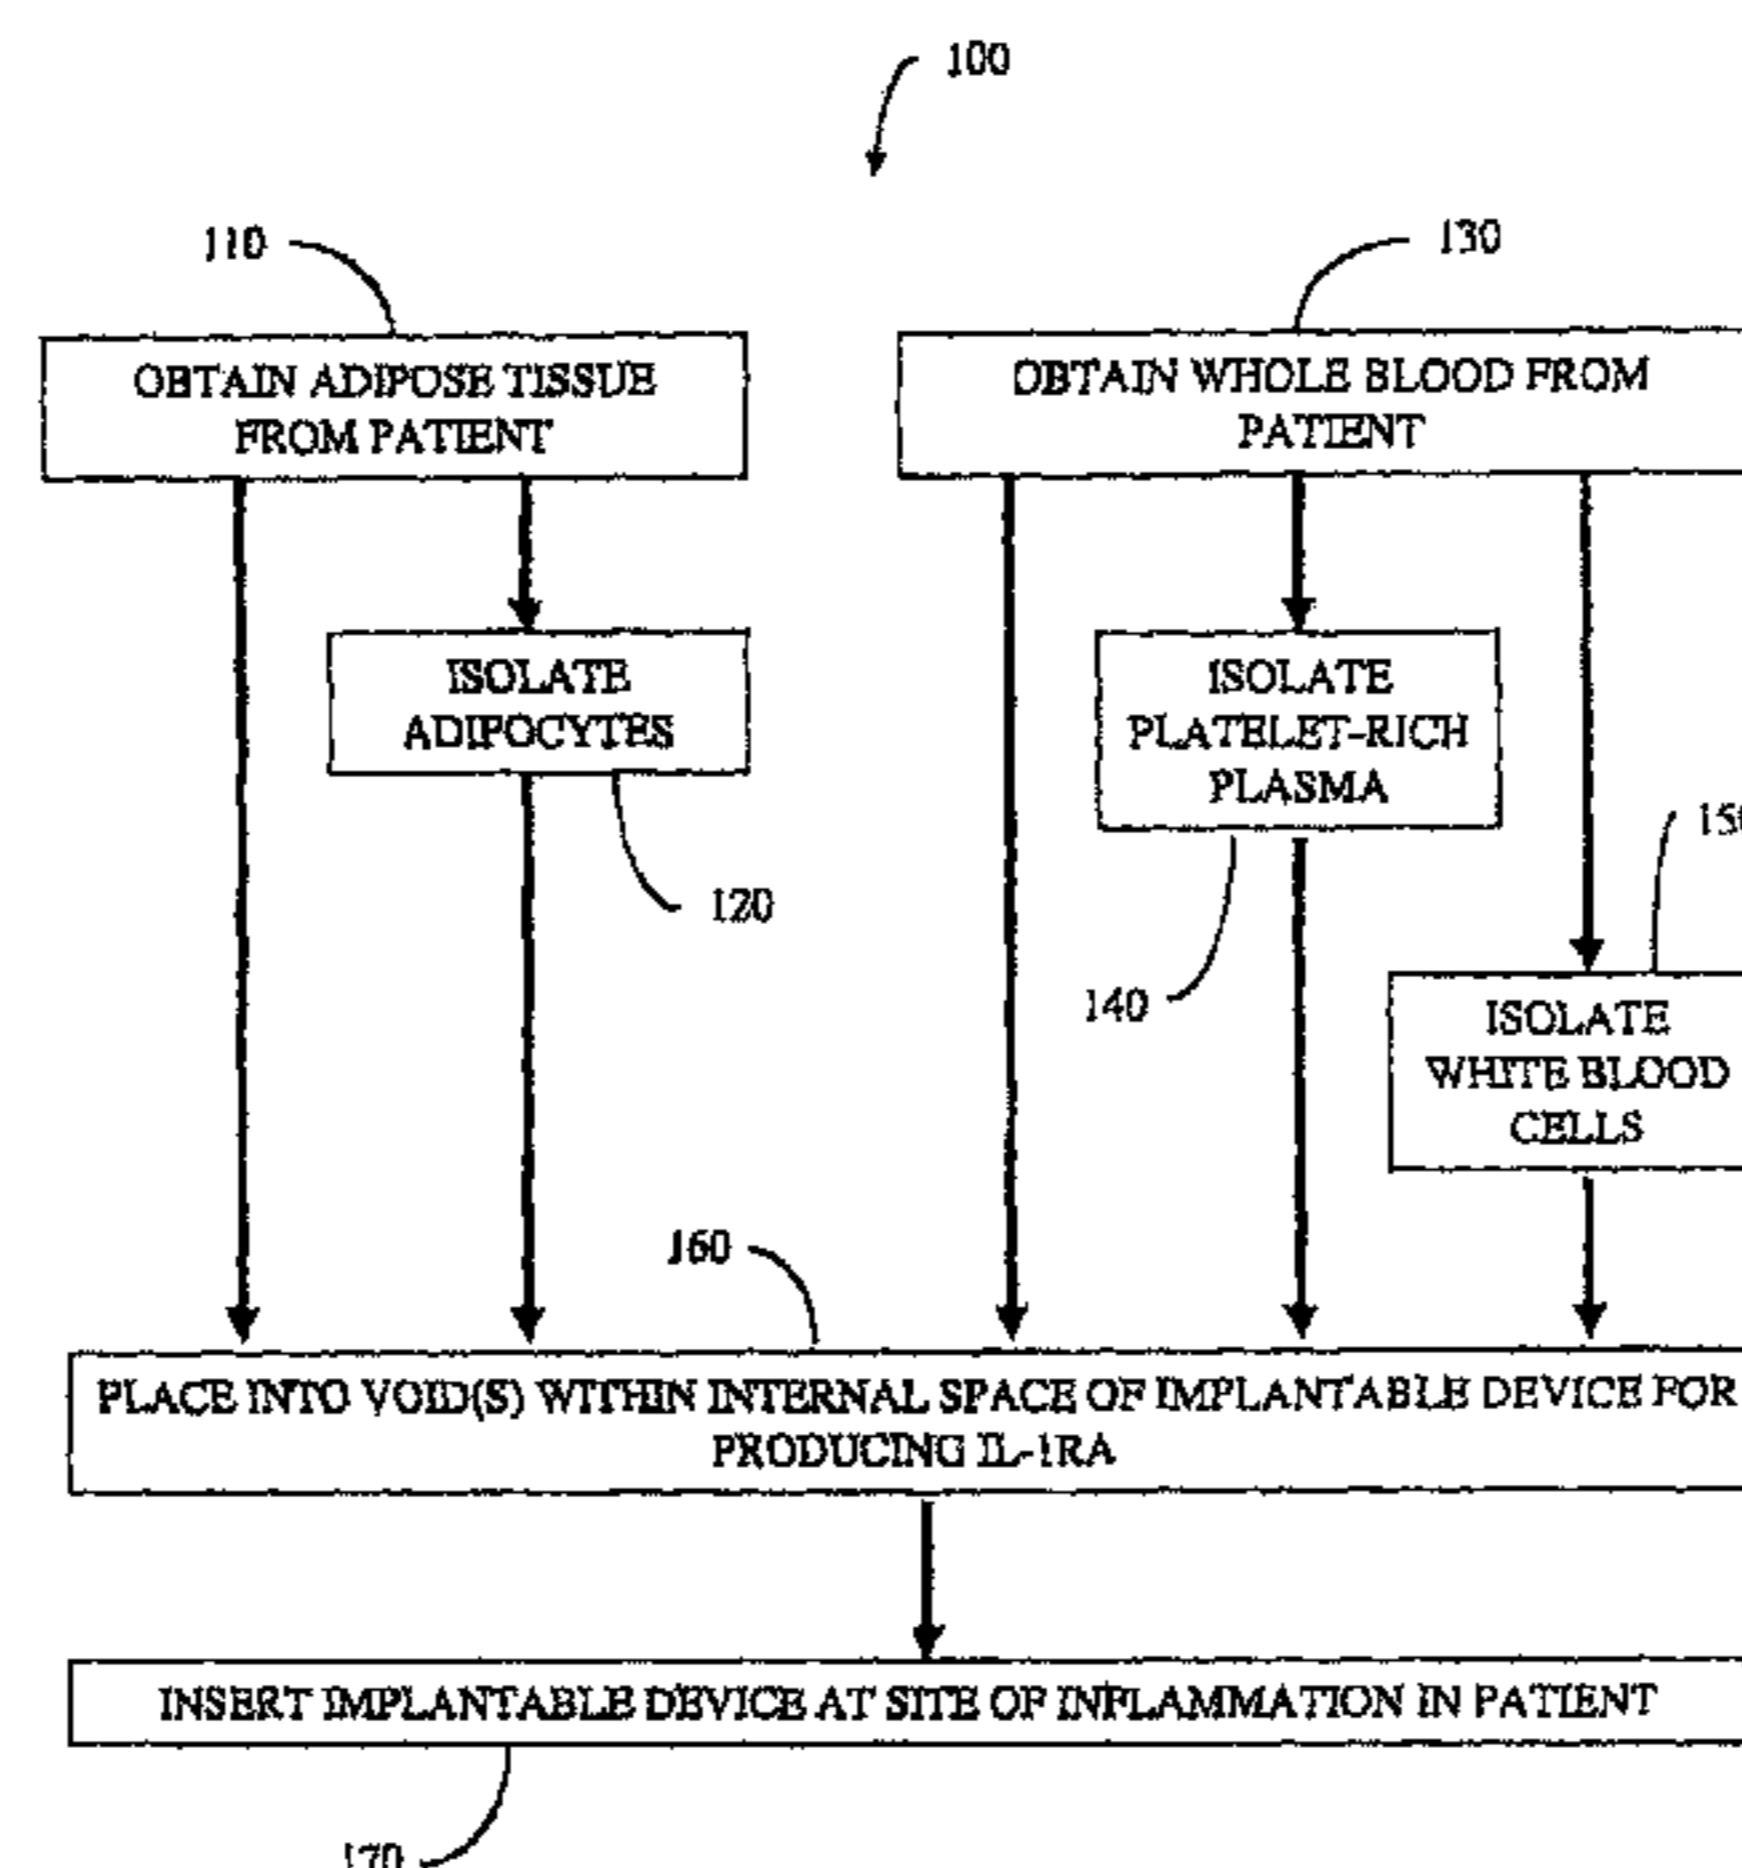 100
110
130
OBTAIN ADIPOSE TISSUE
FROM PATIENT
OBTAIN WHOLE BLOOD FROM
PATIENT
ISOLATE
ADIPOCYTES
ISOLATE
PLATELET-RICH
PLASMA
150
120
140
ISOLATE
WHITE BLOOD
CELLS
160
PLACE INTO VOID(S) WITHIN INTERNAL SPACE OF IMPLANTABLE DEVICE FOR
PRODUCING IL-1RA
INSERT IMPLANTABLE DEVICE AT SITE OF INFLAMMATION IN PATIENT
170